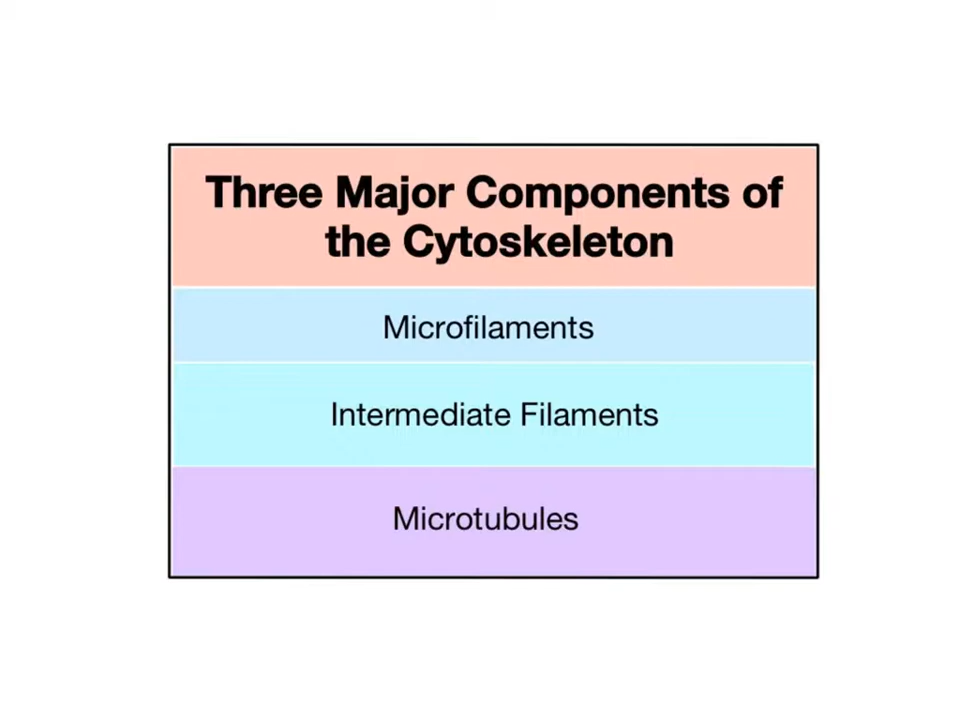 Three Major Components of
the Cytoskeleton
Microfilaments
Intermediate Filaments
Microtubules